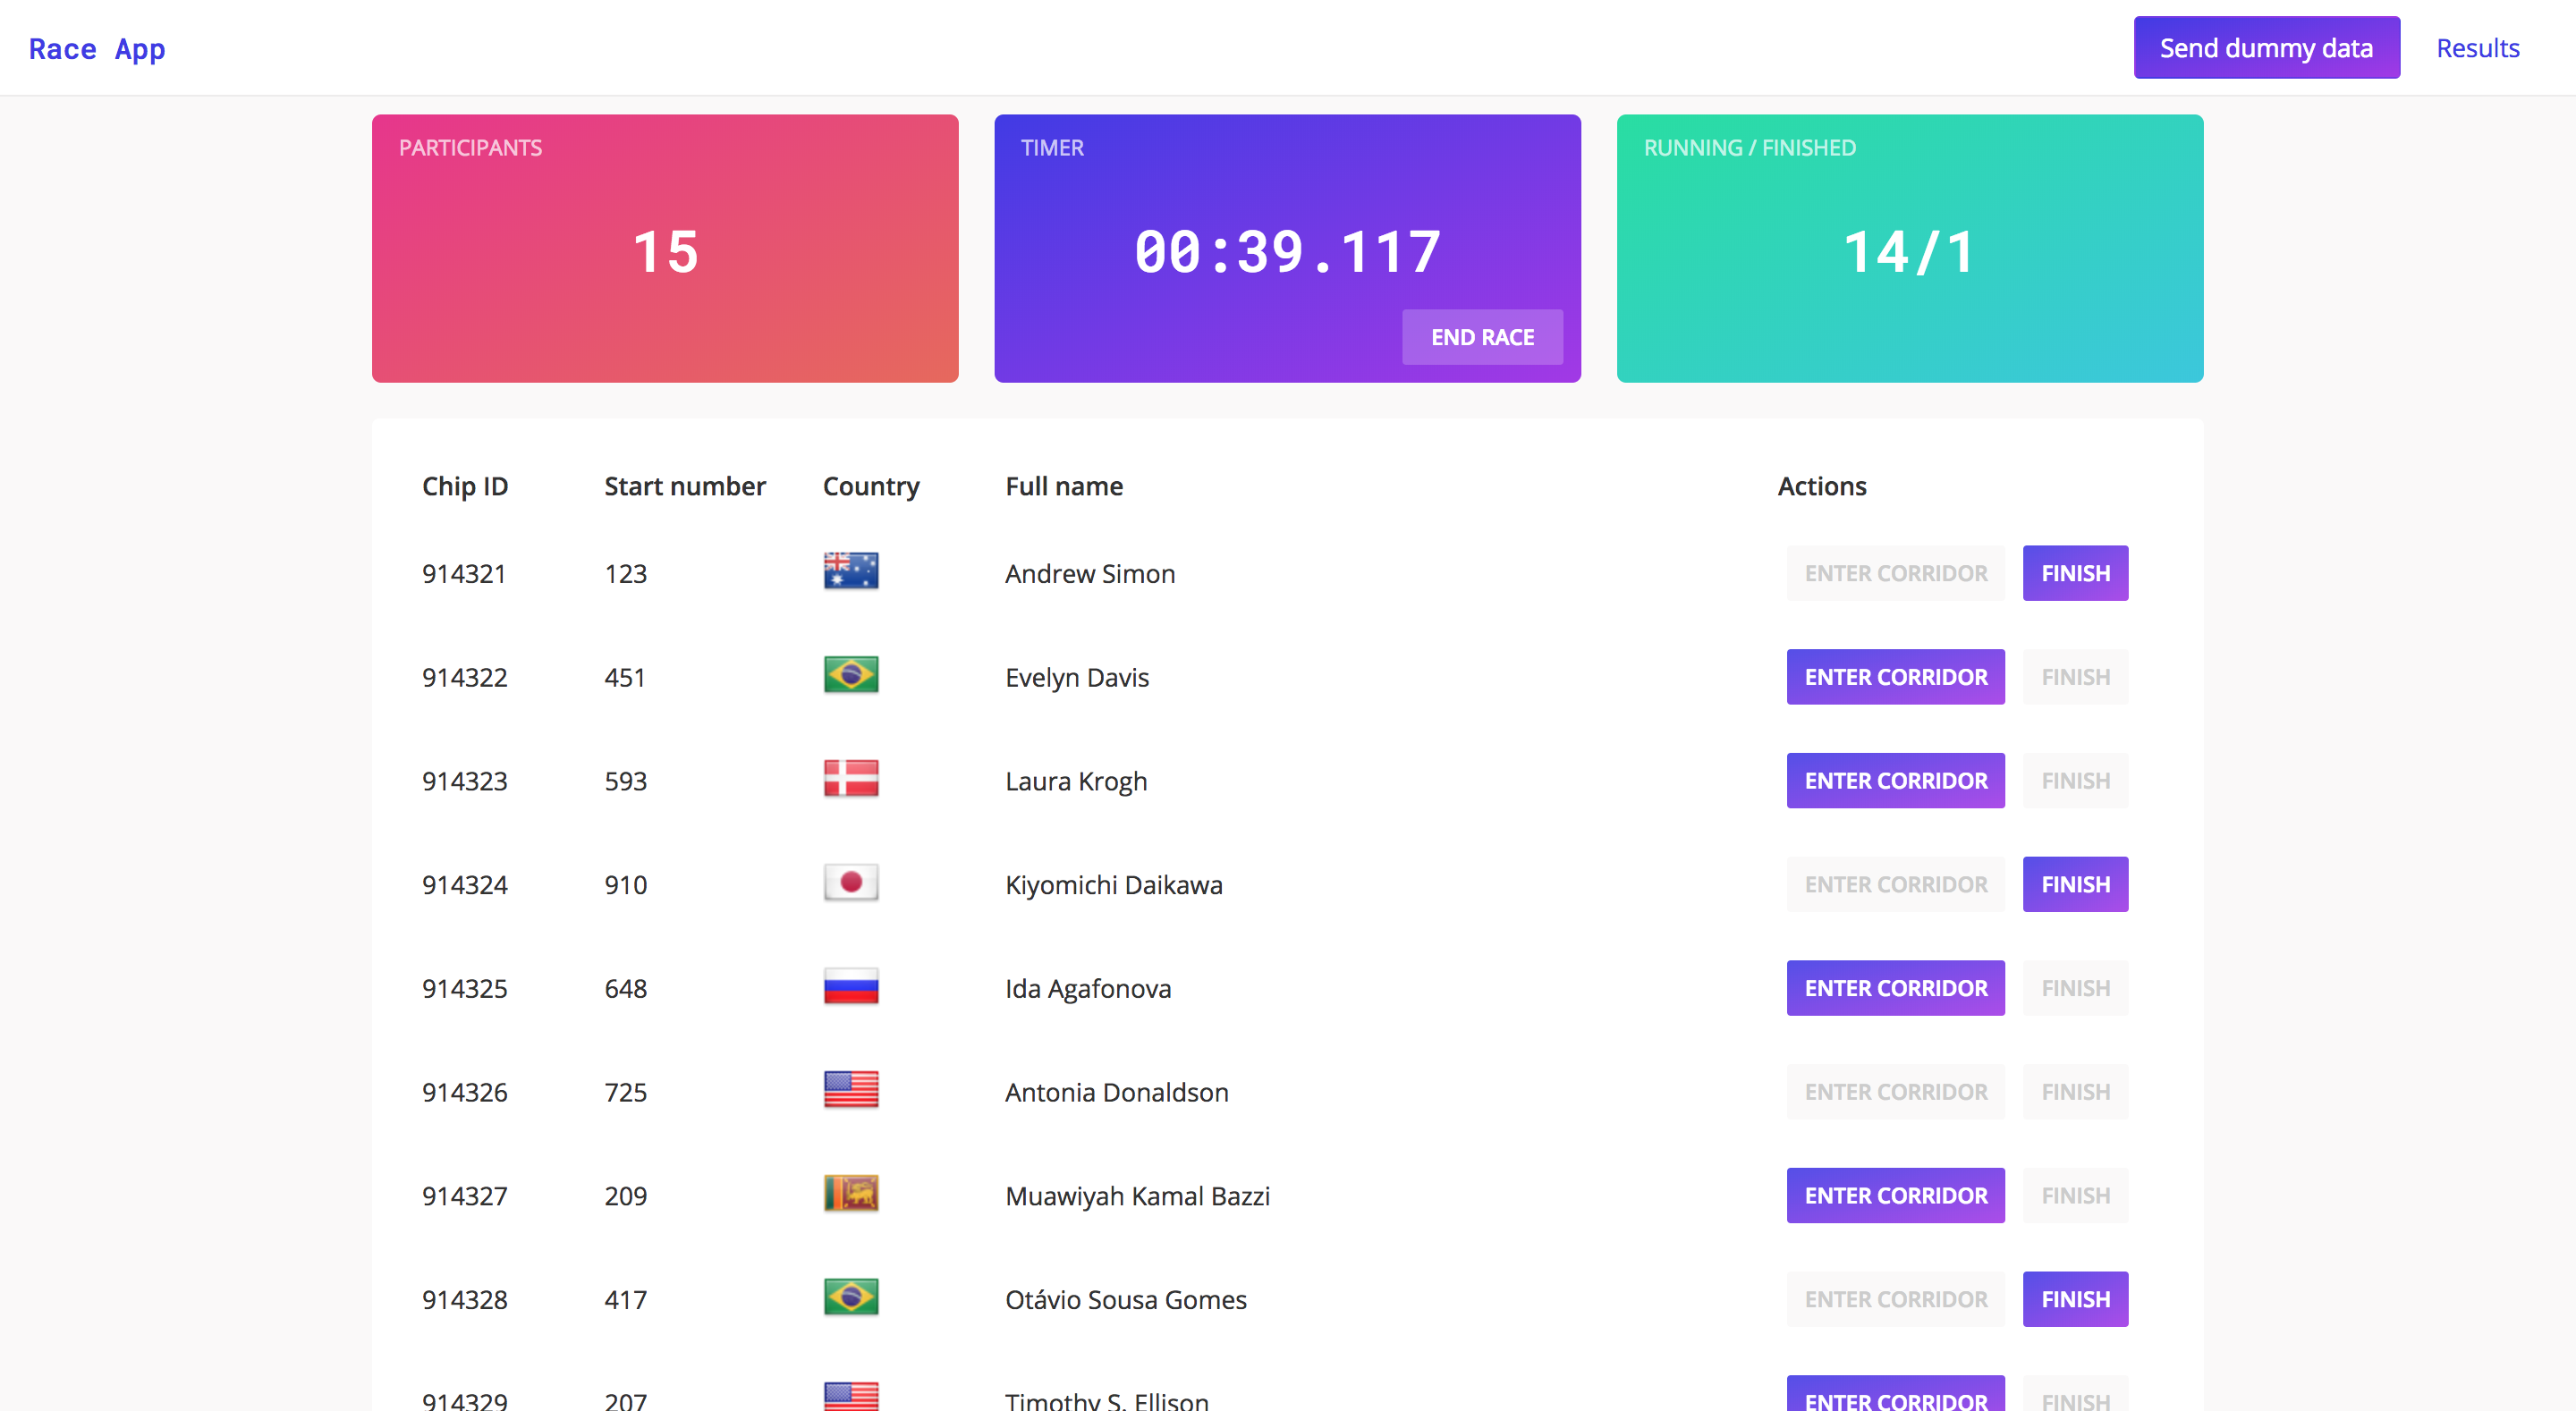 Race App Send dummy data Results
PARTICIPANTS TIMER RUNNING / FINISHED
15 00:39.117 14/1
END RACE
Chip ID Start number Country Full name Actions
914321 123 Andrew Simon ENTER CORRIDOR FINISH
914322 451 Evelyn Davis ENTER CORRIDOR FINISH
914323 593 Laura Krogh ENTER CORRIDOR FINISH
914324 910 Kiyomichi Daikawa ENTER CORRIDOR FINISH
914325 648 Ida Agafonova ENTER CORRIDOR FINISH
914326 725 Antonia Donaldson ENTER CORRIDOR FINISH
914327 209 Muawiyah Kamal Bazzi ENTER CORRIDOR FINISH
914328 417 Otávio Sousa Gomes ENTER CORRIDOR FINISH
914329 207 Timothy S. Ellison ENTER CORRIDOR FINISH